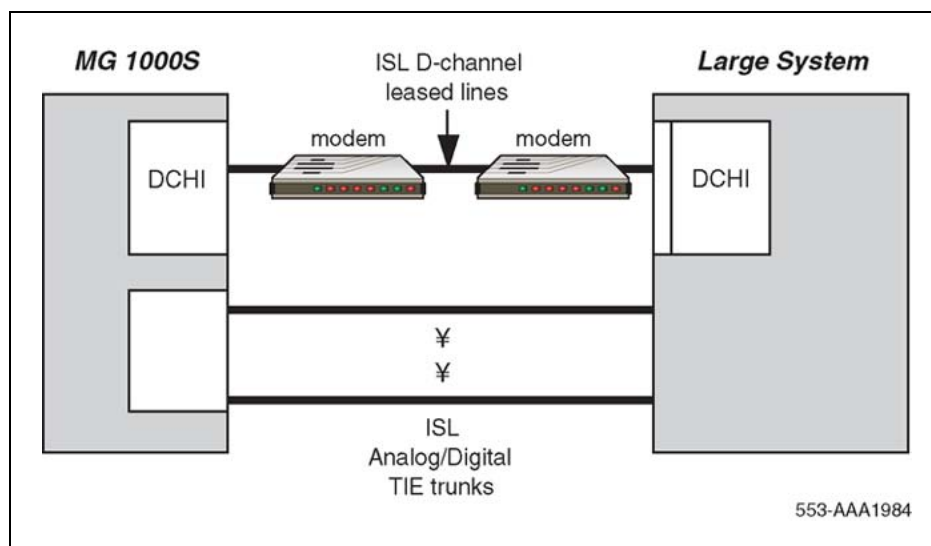 MG 1000S
ISL D-channel
leased lines
Large System
modem
modem
DCHI
DCHI
¥
¥
ISL
Analog/Digital
TIE trunks
553-AAA1984